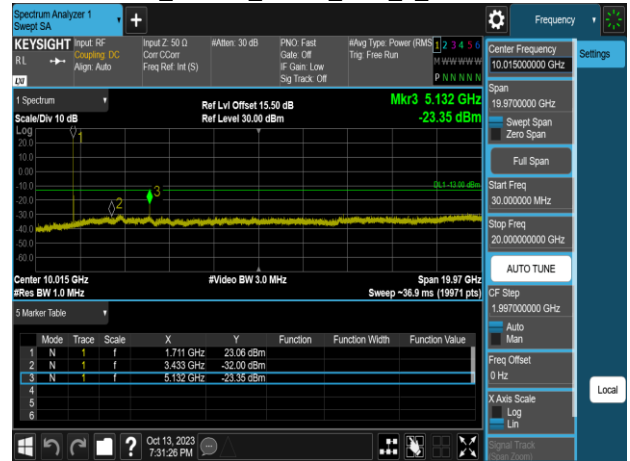 Spectrum Analyzer 1
Swept SA
Frequency
KEYSIGHT
RL
LXI
Input: RF
Coupling: DC
Align: Auto
Input Z: 50 Ω
Corr CCorr
Freq Ref: Int (S)
#Atten: 30 dB
PNO: Fast
Gate: Off
IF Gain: Low
Sig Track: Off
#Avg Type: Power (RMS
Trig: Free Run
1 2 3 4 5 6
M W W W W W
P N N N N N
1 Spectrum
Scale/Div 10 dB
Ref Lvl Offset 15.50 dB
Ref Level 30.00 dBm
Mkr3 5.132 GHz
-23.35 dBm
Log
20.0
10.0
0.00
-10.0
-20.0
-30.0
-40.0
-50.0
-60.0
1
2
3
DL1 -13.00 dBm
Center 10.015 GHz
#Res BW 1.0 MHz
#Video BW 3.0 MHz
Span 19.97 GHz
Sweep ~36.9 ms (19971 pts)
5 Marker Table
Mode Trace Scale X Y Function Function Width Function Value
1 N 1 f 1.711 GHz 23.06 dBm
2 N 1 f 3.433 GHz -32.00 dBm
3 N 1 f 5.132 GHz -23.35 dBm
4
5
6
?
Oct 13, 2023
7:31:26 PM
Center Frequency
10.015000000 GHz
Span
19.9700000 GHz
Swept Span
Zero Span
Full Span
Start Freq
30.000000 MHz
Stop Freq
20.000000000 GHz
AUTO TUNE
CF Step
1.997000000 GHz
Auto
Man
Freq Offset
0 Hz
X Axis Scale
Log
Lin
Signal Track
(Span Zoom)
Settings
Local